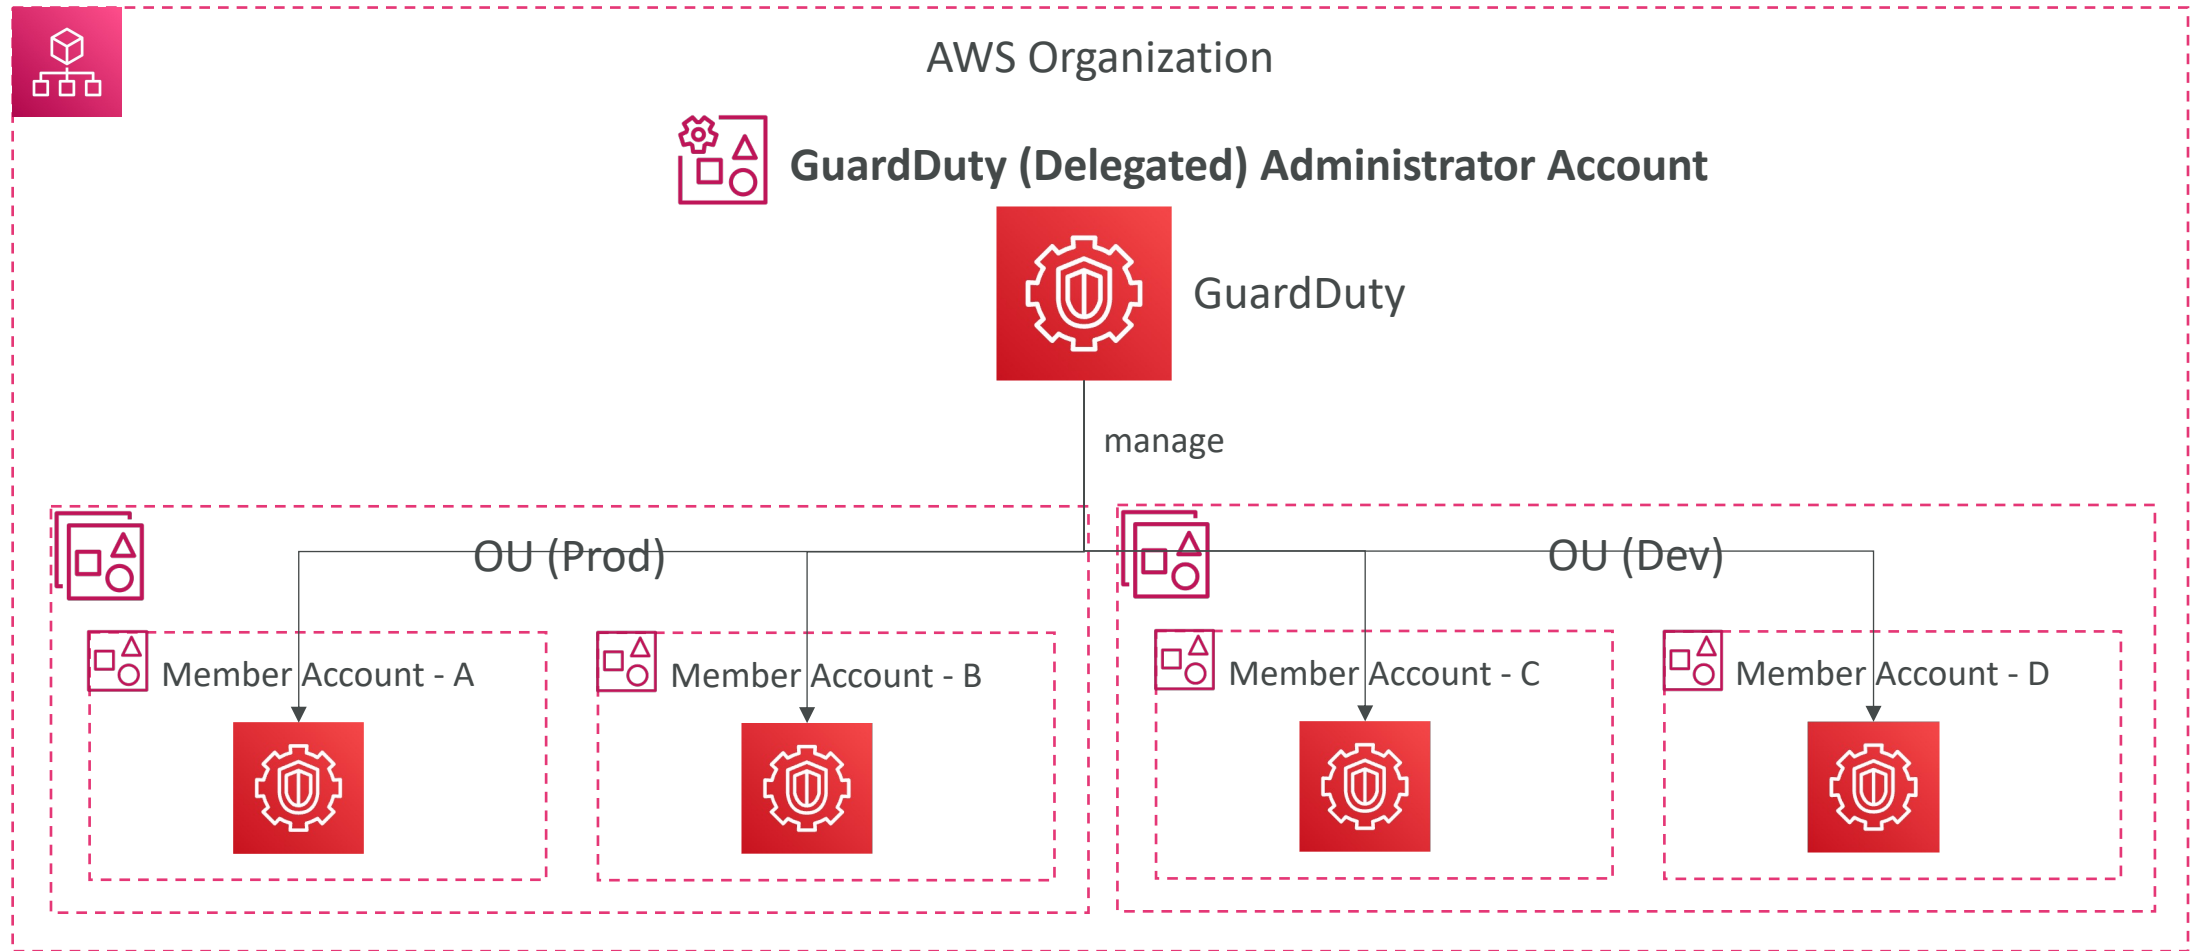 AWS Organization
GuardDuty (Delegated) Administrator Account
GuardDuty
manage
OU (Prod)
OU (Dev)
Member Account - A
Member Account - B
Member Account - C
Member Account - D